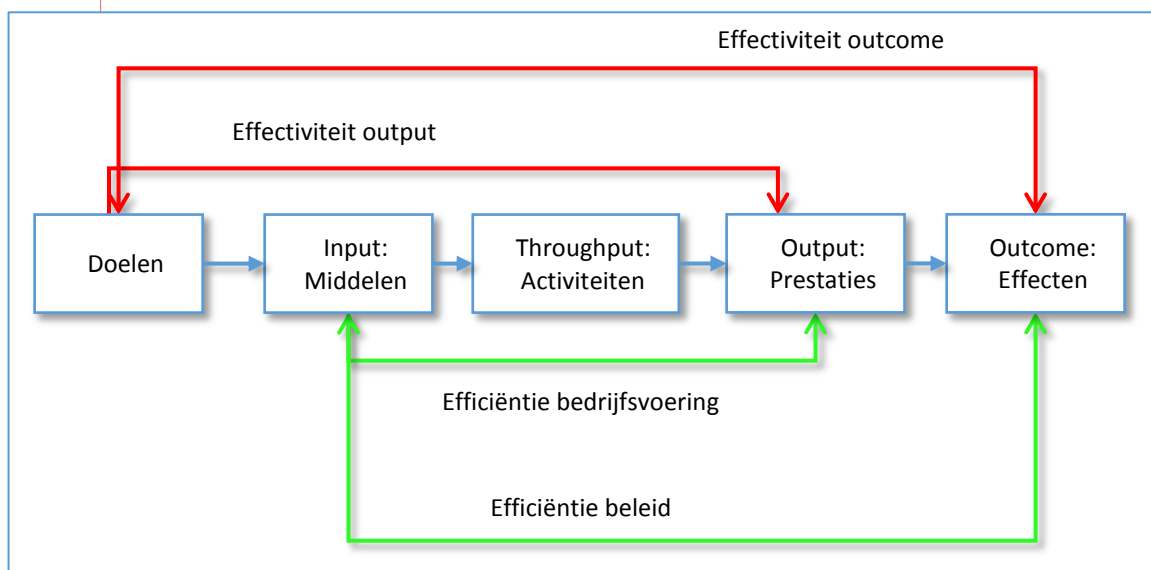 Effectiviteit outcome
Effectiviteit output
Doelen
Input:
Middelen
Throughput:
Activiteiten
Output:
Prestaties
Outcome:
Effecten
Efficiëntie bedrijfsvoering
Efficiëntie beleid